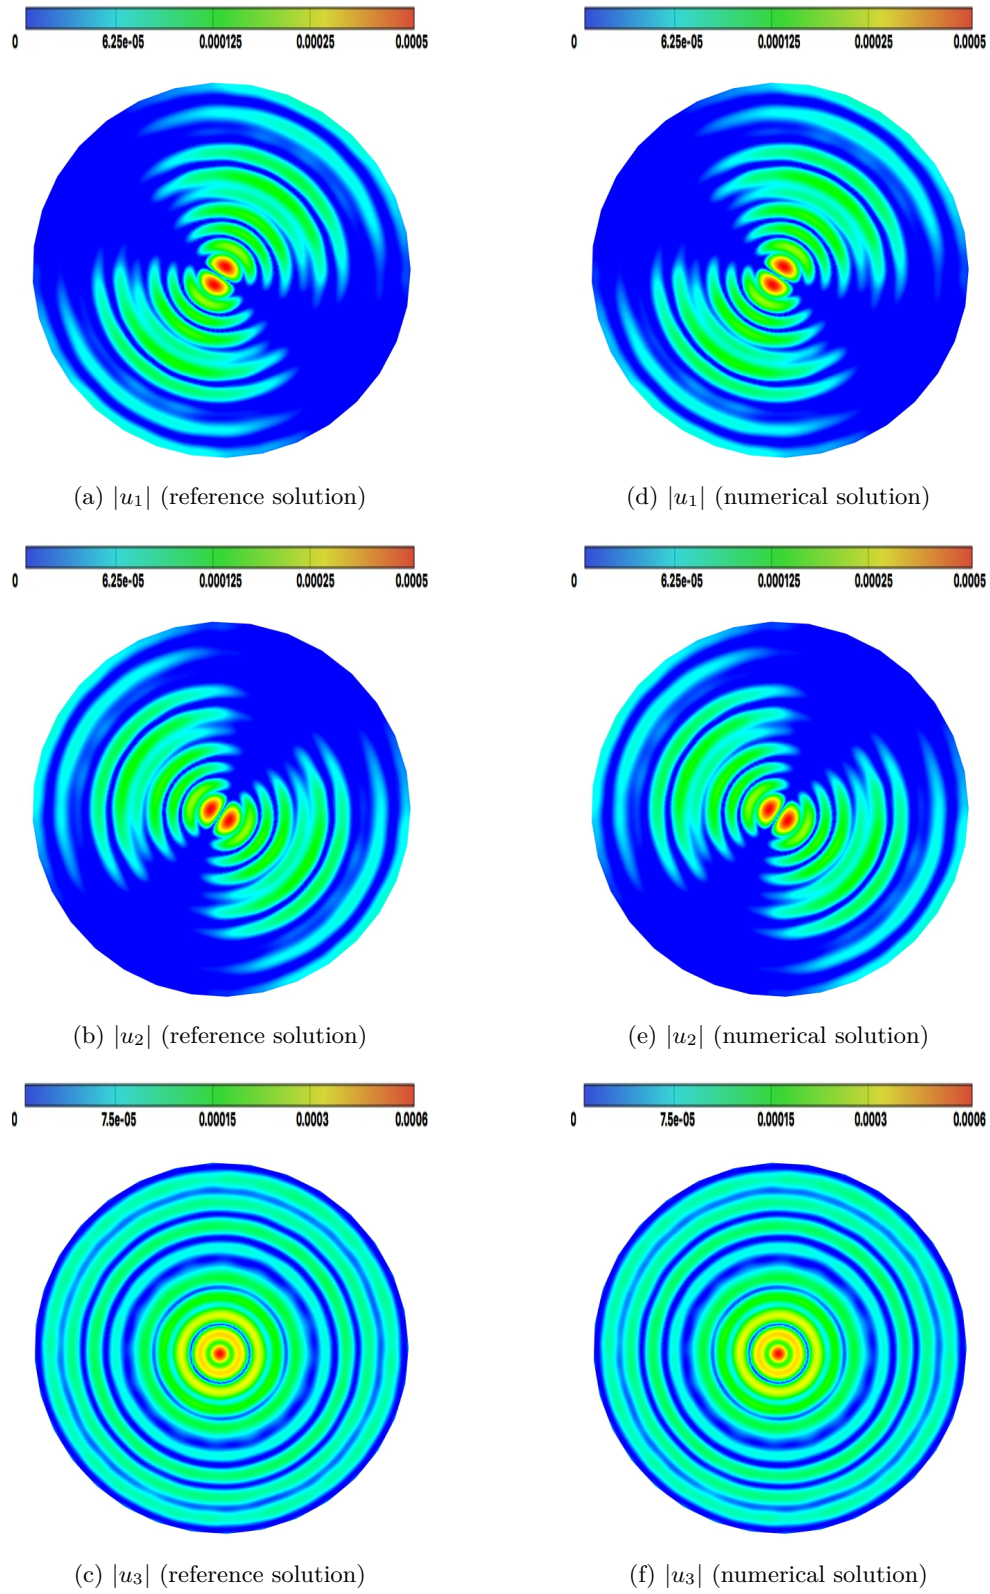 0 6.25e-05 0.000125 0.00025 0.0005
0 6.25e-05 0.000125 0.00025 0.0005
(a) |u₁| (reference solution)
(d) |u₁| (numerical solution)
0 6.25e-05 0.000125 0.00025 0.0005
0 6.25e-05 0.000125 0.00025 0.0005
(b) |u₂| (reference solution)
(e) |u₂| (numerical solution)
0 7.5e-05 0.00015 0.0003 0.0006
0 7.5e-05 0.00015 0.0003 0.0006
(c) |u₃| (reference solution)
(f) |u₃| (numerical solution)